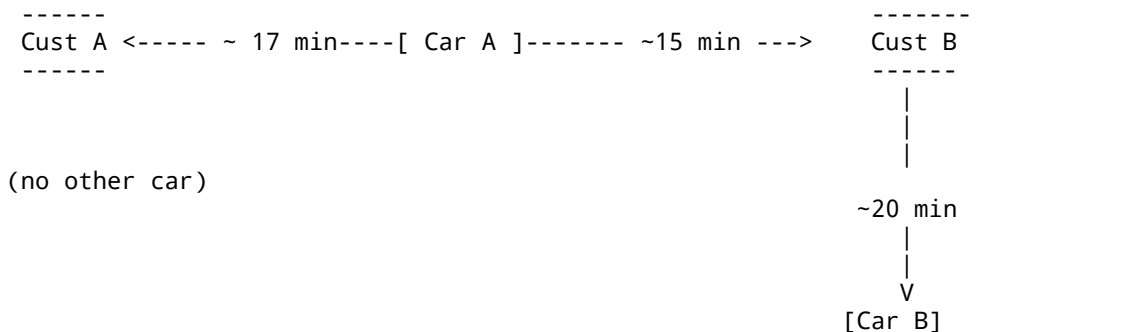 ------ -------
Cust A <----- ~ 17 min----[ Car A ]------- ~15 min ---> Cust B
------ ------
|
|
|
(no other car)
~20 min
|
|
V
[Car B]